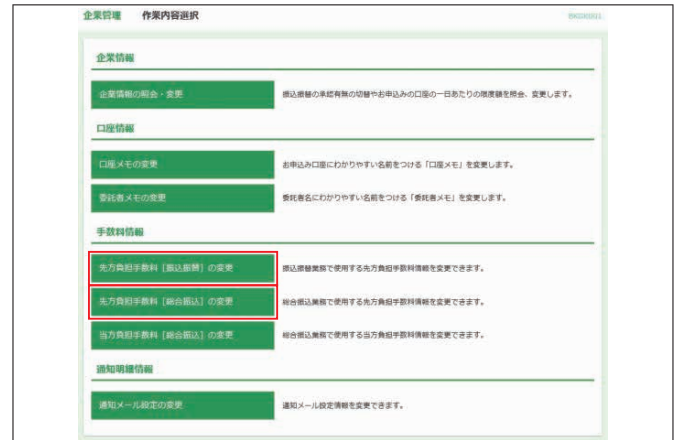 企業管理 作業内容選択
企業情報
企業情報の照会・変更 振込振替の承認有無の切替やお申込みの口座の一日あたりの限度額を照会、変更します。
口座情報
口座メモの変更 お申込み口座にわかりやすい名前をつける「口座メモ」を変更します。
委託者メモの変更 委託者名にわかりやすい名前をつける「委託者メモ」を変更します。
手数料情報
先方負担手数料［振込振替］の変更 振込振替業務で使用する先方負担手数料情報を変更できます。
先方負担手数料［総合振込］の変更 総合振込業務で使用する先方負担手数料情報を変更できます。
当方負担手数料［総合振込］の変更 総合振込業務で使用する当方負担手数料情報を変更できます。
通知明細情報
通知メール設定の変更 通知メール設定情報を変更できます。